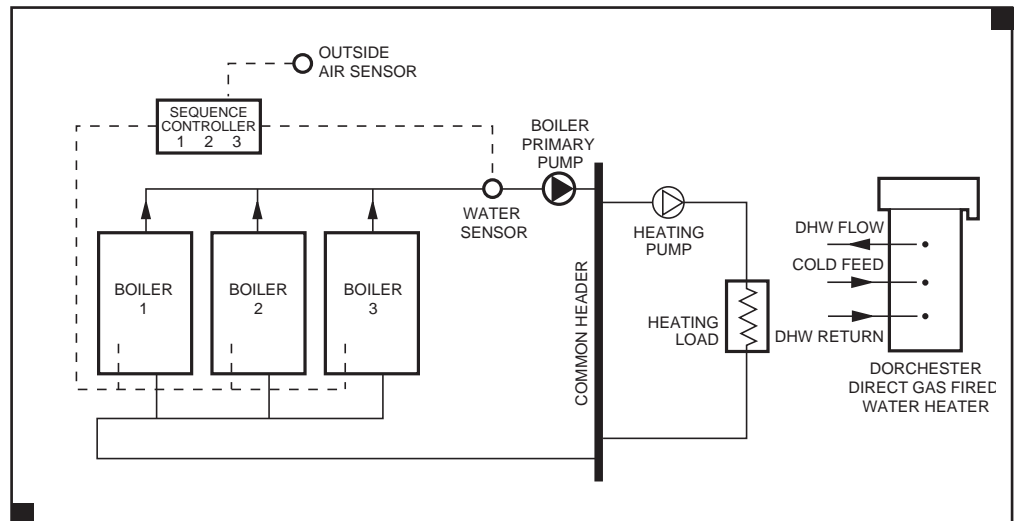 OUTSIDE
AIR SENSOR
SEQUENCE
CONTROLLER
1 2 3
BOILER
PRIMARY
PUMP
WATER
SENSOR
BOILER
1
BOILER
2
BOILER
3
COMMON HEADER
HEATING
PUMP
HEATING
LOAD
DHW FLOW
COLD FEED
DHW RETURN
DORCHESTER
DIRECT GAS FIRED
WATER HEATER